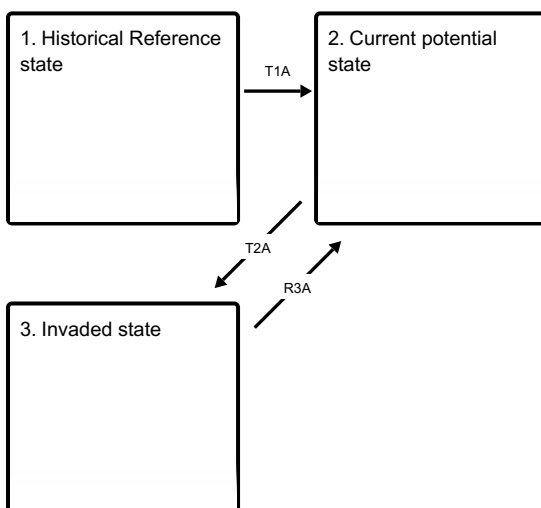 1. Historical Reference
state
T1A
2. Current potential
state
T2A
R3A
3. Invaded state